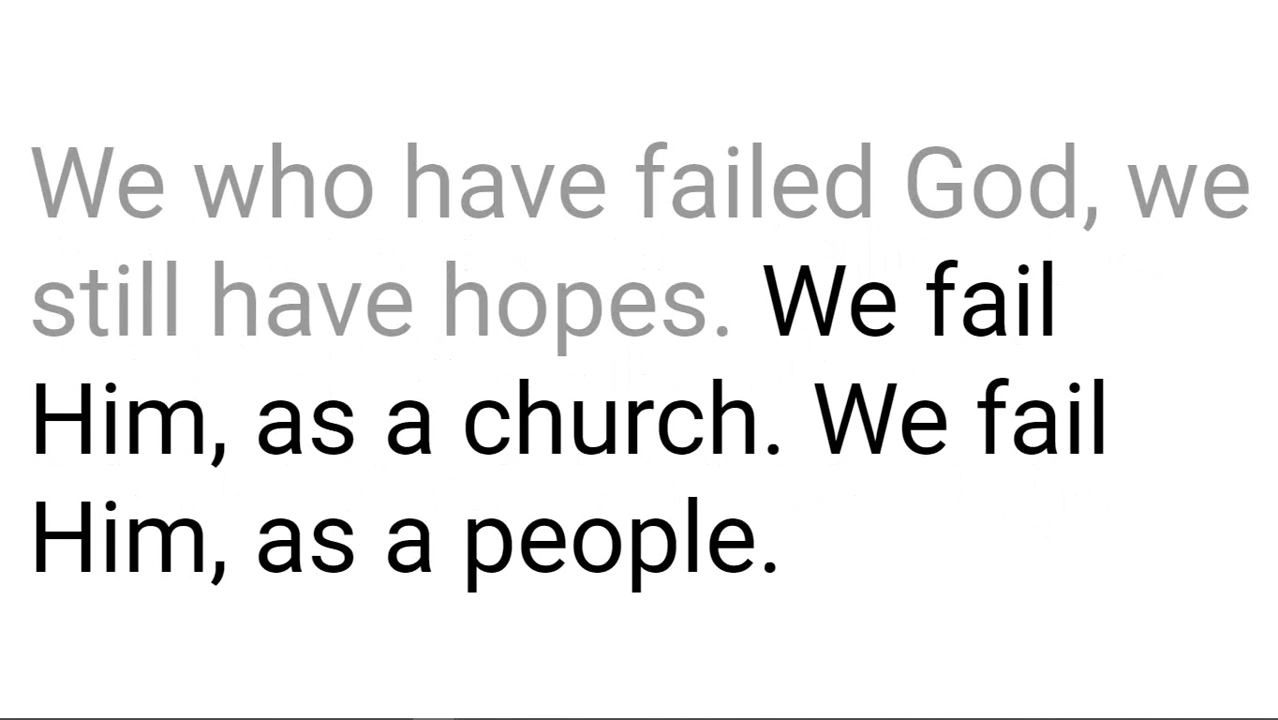 We who have failed God, we
still have hopes. We fail
Him, as a church. We fail
Him, as a people.